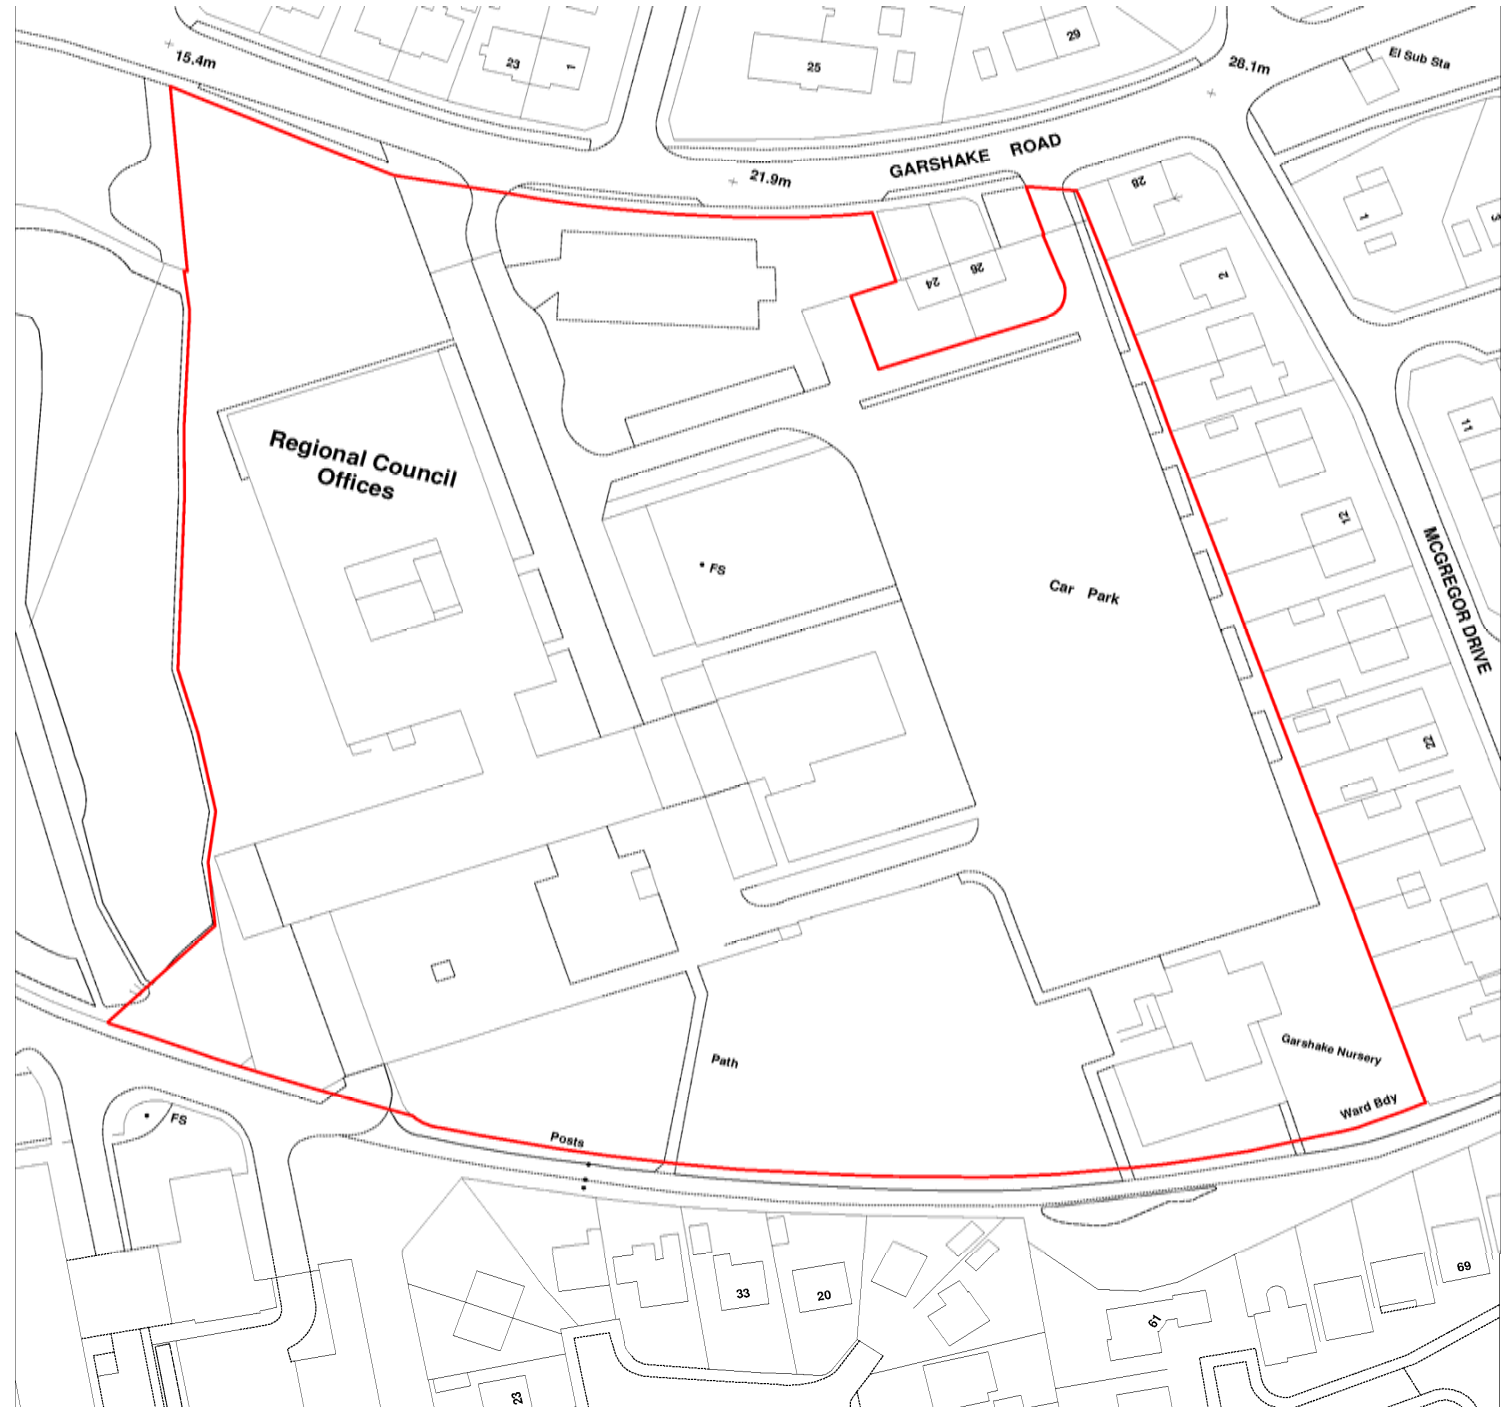 15.4m
23
1
25
29
28.1m
El Sub Sta
GARSHAKE ROAD
21.9m
28
1
3
26
24
2
Regional Council
Offices
11
12
FS
Car Park
MCGREGOR DRIVE
22
Garshake Nursery
Path
Ward Bdy
FS
Posts
69
33
20
61
23